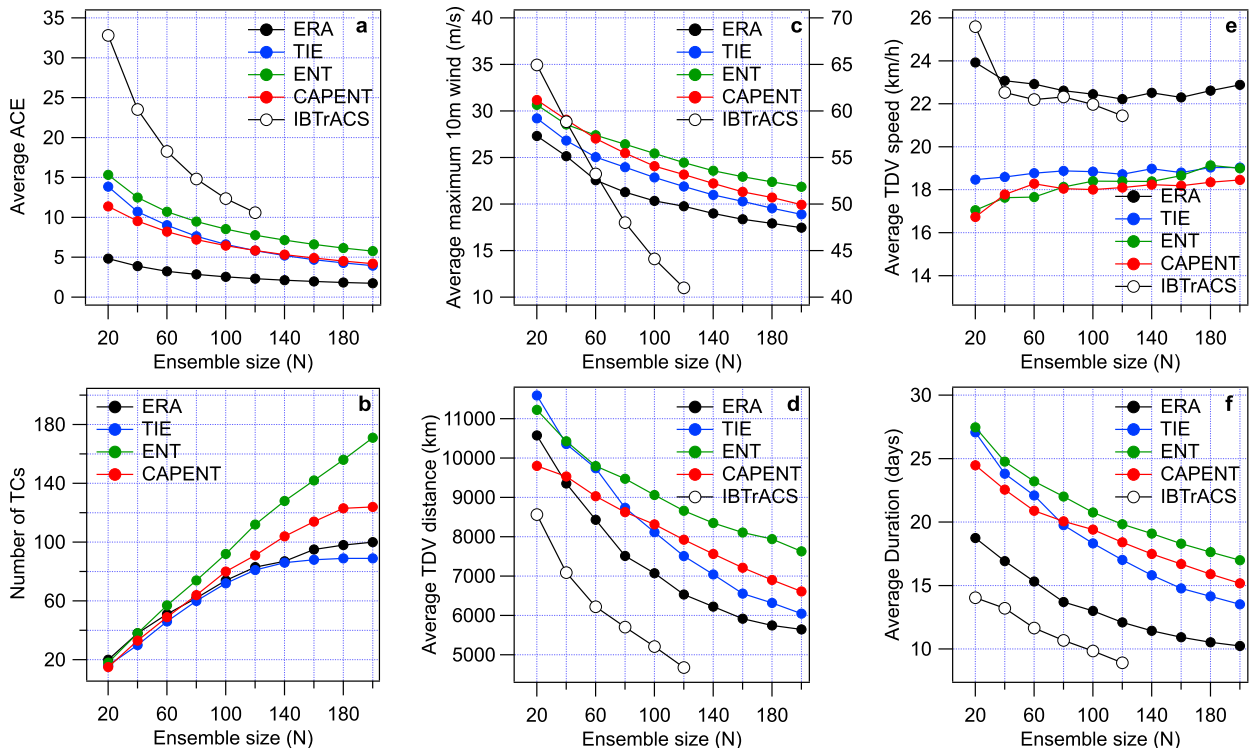 a
ERA
TIE
ENT
CAPENT
IBTrACS
35
30
25
20
15
10
5
0
Average ACE
20
60
100
140
180
Ensemble size (N)
c
ERA
TIE
ENT
CAPENT
IBTrACS
40
35
30
25
20
15
10
Average maximum 10m wind (m/s)
70
65
60
55
50
45
40
20
60
100
140
180
Ensemble size (N)
e
26
24
22
20
18
16
14
Average TDV speed (km/h)
ERA
TIE
ENT
CAPENT
IBTrACS
20
60
100
140
180
Ensemble size (N)
b
ERA
TIE
ENT
CAPENT
180
140
100
60
20
Number of TCs
20
60
100
140
180
Ensemble size (N)
d
ERA
TIE
ENT
CAPENT
IBTrACS
11000
10000
9000
8000
7000
6000
5000
Average TDV distance (km)
20
60
100
140
180
Ensemble size (N)
f
ERA
TIE
ENT
CAPENT
IBTrACS
30
25
20
15
10
Average Duration (days)
20
60
100
140
180
Ensemble size (N)